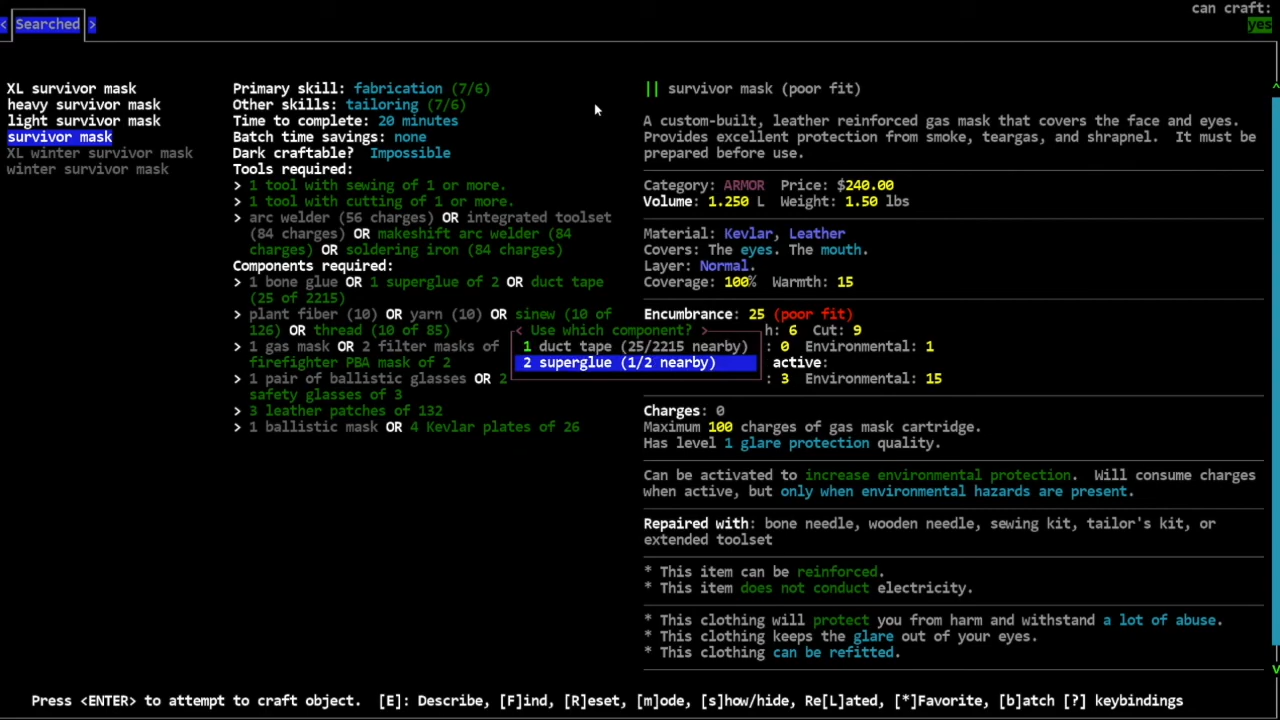 can craft:
< Searched >
yes
XL survivor mask
heavy survivor mask
light survivor mask
survivor mask
XL winter survivor mask
winter survivor mask
Primary skill: fabrication (7/6)
Other skills: tailoring (7/6)
Time to complete: 20 minutes
Batch time savings: none
Dark craftable? Impossible
Tools required:
> 1 tool with sewing of 1 or more.
> 1 tool with cutting of 1 or more.
> arc welder (56 charges) OR integrated toolset
(84 charges) OR makeshift arc welder (84
charges) OR soldering iron (84 charges)
Components required:
> 1 bone glue OR 1 superglue of 2 OR duct tape
(25 of 2215)
> plant fiber (10) OR yarn (10) OR sinew (10 of
126) OR thread (10 of 85)
> 1 gas mask OR 2 filter masks of
firefighter PBA mask of 2
> 1 pair of ballistic glasses OR 2
safety glasses of 3
> 3 leather patches of 132
> 1 ballistic mask OR 4 Kevlar plates of 26
< Use which component? >
1 duct tape (25/2215 nearby)
2 superglue (1/2 nearby)
|| survivor mask (poor fit)
A custom-built, leather reinforced gas mask that covers the face and eyes.
Provides excellent protection from smoke, teargas, and shrapnel. It must be
prepared before use.
Category: ARMOR Price: $240.00
Volume: 1.250 L Weight: 1.50 lbs
Material: Kevlar, Leather
Covers: The eyes. The mouth.
Layer: Normal.
Coverage: 100% Warmth: 15
Encumbrance: 25 (poor fit)
h: 6 Cut: 9
: 0 Environmental: 1
active:
: 3 Environmental: 15
Charges: 0
Maximum 100 charges of gas mask cartridge.
Has level 1 glare protection quality.
Can be activated to increase environmental protection. Will consume charges
when active, but only when environmental hazards are present.
Repaired with: bone needle, wooden needle, sewing kit, tailor's kit, or
extended toolset
* This item can be reinforced.
* This item does not conduct electricity.
* This clothing will protect you from harm and withstand a lot of abuse.
* This clothing keeps the glare out of your eyes.
* This clothing can be refitted.
Press <ENTER> to attempt to craft object. [E]: Describe, [F]ind, [R]eset, [m]ode, [s]how/hide, Re[L]ated, [*]Favorite, [b]atch [?] keybindings